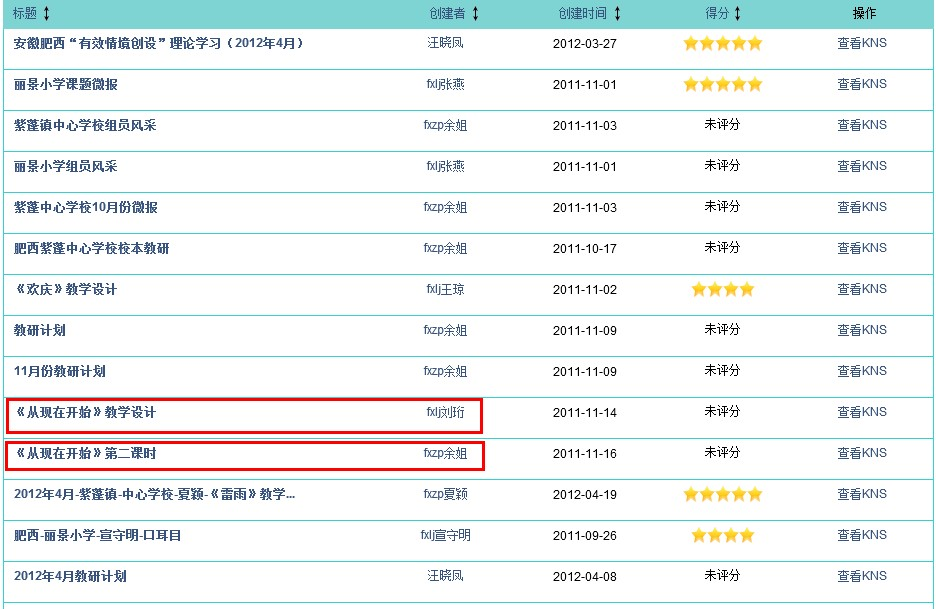 标题 创建者 创建时间 得分 操作
安徽肥西“有效情境创设”理论学习（2012年4月） 汪晓凤 2012-03-27 查看KNS
丽景小学课题微报 fxlj张燕 2011-11-01 查看KNS
紫蓬镇中心学校组员风采 fxzp余姐 2011-11-03 未评分 查看KNS
丽景小学组员风采 fxlj张燕 2011-11-01 未评分 查看KNS
紫蓬中心学校10月份微报 fxzp余姐 2011-11-03 未评分 查看KNS
肥西紫蓬中心学校校本教研 fxzp余姐 2011-10-17 未评分 查看KNS
《欢庆》教学设计 fxlj王琼 2011-11-02 查看KNS
教研计划 fxzp余姐 2011-11-09 未评分 查看KNS
11月份教研计划 fxzp余姐 2011-11-09 未评分 查看KNS
《从现在开始》教学设计 fxlj刘珩 2011-11-14 未评分 查看KNS
《从现在开始》第二课时 fxzp余姐 2011-11-16 未评分 查看KNS
2012年4月-紫蓬镇-中心学校-夏颖-《雷雨》教学... fxzp夏颖 2012-04-19 查看KNS
肥西-丽景小学-宣守明-口耳目 fxlj宣守明 2011-09-26 查看KNS
2012年4月教研计划 汪晓凤 2012-04-08 未评分 查看KNS